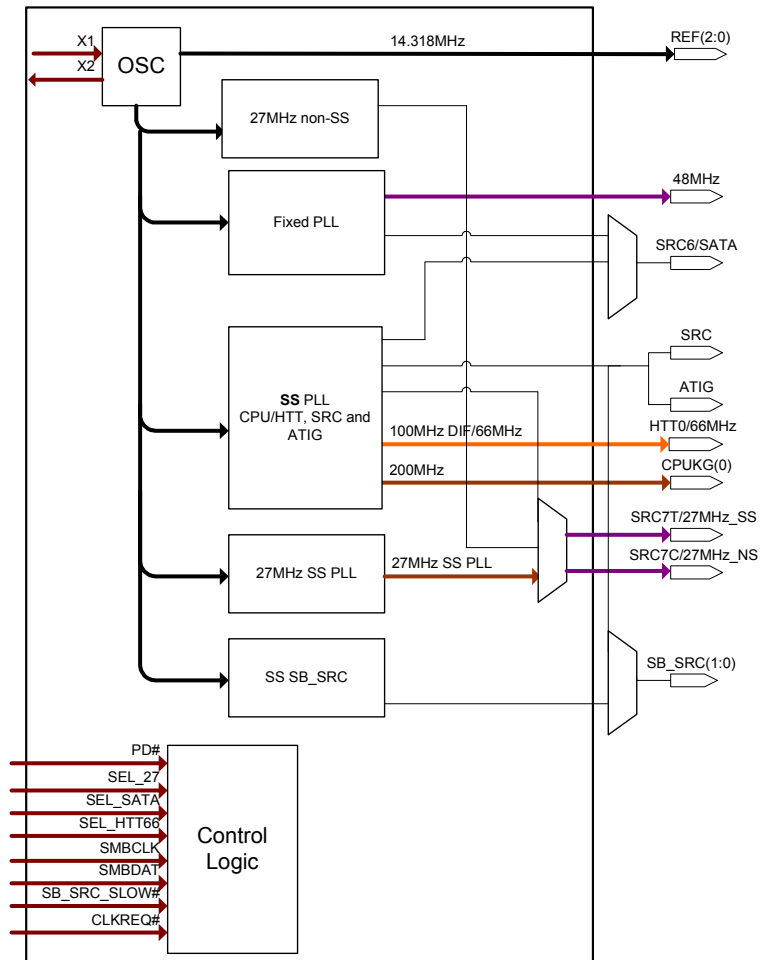 X1
X2
OSC
14.318MHz
REF(2:0)
27MHz non-SS
48MHz
Fixed PLL
SRC6/SATA
SS PLL
CPU/HTT, SRC and
ATIG
SRC
ATIG
100MHz DIF/66MHz
HTT0/66MHz
200MHz
CPUKG(0)
SRC7T/27MHz_SS
27MHz SS PLL
27MHz SS PLL
SRC7C/27MHz_NS
SS SB_SRC
SB_SRC(1:0)
PD#
SEL_27
SEL_SATA
SEL_HTT66
SMBCLK
SMBDAT
SB_SRC_SLOW#
CLKREQ#
Control
Logic